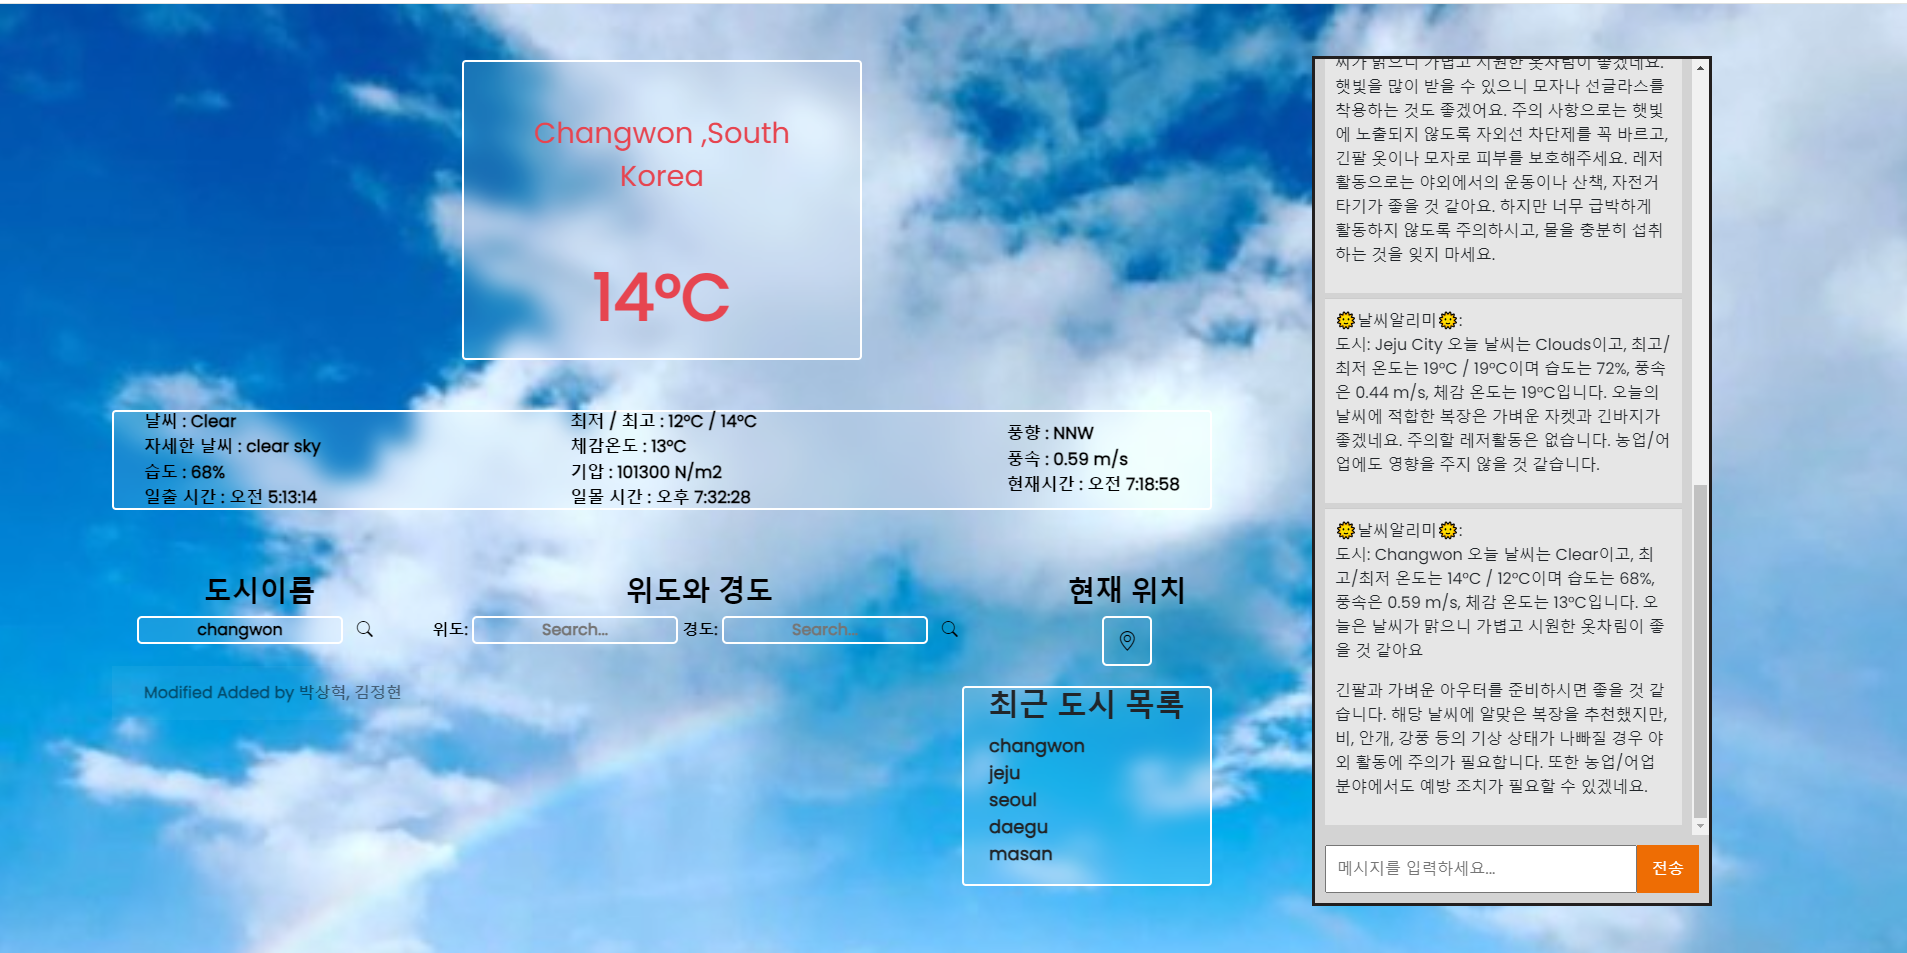 Changwon ,South
Korea
14°C
날씨 : Clear
자세한 날씨 : clear sky
습도 : 68%
일출 시간 : 오전 5:13:14
최저 / 최고 : 12°C / 14°C
체감온도 : 13°C
기압 : 101300 N/m2
일몰 시간 : 오후 7:32:28
풍향 : NNW
풍속 : 0.59 m/s
현재시간 : 오전 7:18:58
도시이름
changwon
위도와 경도
위도: Search... 경도: Search...
현재 위치
Modified Added by 박상혁, 김정현
최근 도시 목록
changwon
jeju
seoul
daegu
masan
씨가 맑으니 가볍고 시원한 옷차림이 좋겠네요.
햇빛을 많이 받을 수 있으니 모자나 선글라스를
착용하는 것도 좋겠어요. 주의 사항으로는 햇빛
에 노출되지 않도록 자외선 차단제를 꼭 바르고,
긴팔 옷이나 모자로 피부를 보호해주세요. 레저
활동으로는 야외에서의 운동이나 산책, 자전거
타기가 좋을 것 같아요. 하지만 너무 급박하게
활동하지 않도록 주의하시고, 물을 충분히 섭취
하는 것을 잊지 마세요.
🌞날씨알리미🌞:
도시: Jeju City 오늘 날씨는 Clouds이고, 최고/
최저 온도는 19°C / 19°C이며 습도는 72%, 풍속
은 0.44 m/s, 체감 온도는 19°C입니다. 오늘의
날씨에 적합한 복장은 가벼운 자켓과 긴바지가
좋겠네요. 주의할 레저활동은 없습니다. 농업/어
업에도 영향을 주지 않을 것 같습니다.
🌞날씨알리미🌞:
도시: Changwon 오늘 날씨는 Clear이고, 최
고/최저 온도는 14°C / 12°C이며 습도는 68%,
풍속은 0.59 m/s, 체감 온도는 13°C입니다. 오
늘은 날씨가 맑으니 가볍고 시원한 옷차림이 좋
을 것 같아요
긴팔과 가벼운 아우터를 준비하시면 좋을 것 같
습니다. 해당 날씨에 알맞은 복장을 추천했지만,
비, 안개, 강풍 등의 기상 상태가 나빠질 경우 야
외 활동에 주의가 필요합니다. 또한 농업/어업
분야에서도 예방 조치가 필요할 수 있겠네요.
메시지를 입력하세요...
전송